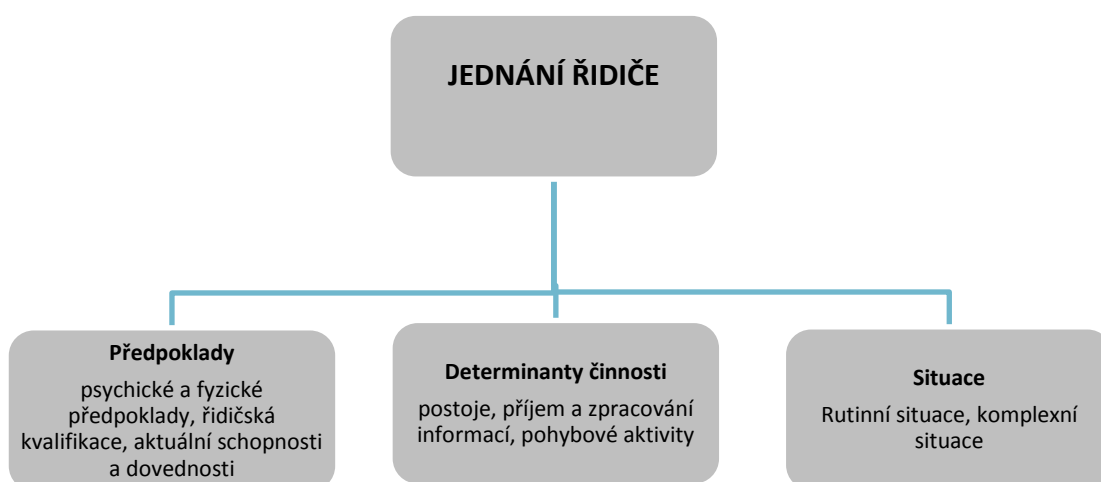 JEDNÁNÍ ŘIDIČE
Předpoklady
psychické a fyzické
předpoklady, řidičská
kvalifikace, aktuální schopnosti
a dovednosti
Determinanty činnosti
postoje, příjem a zpracování
informací, pohybové aktivity
Situace
Rutinní situace, komplexní
situace